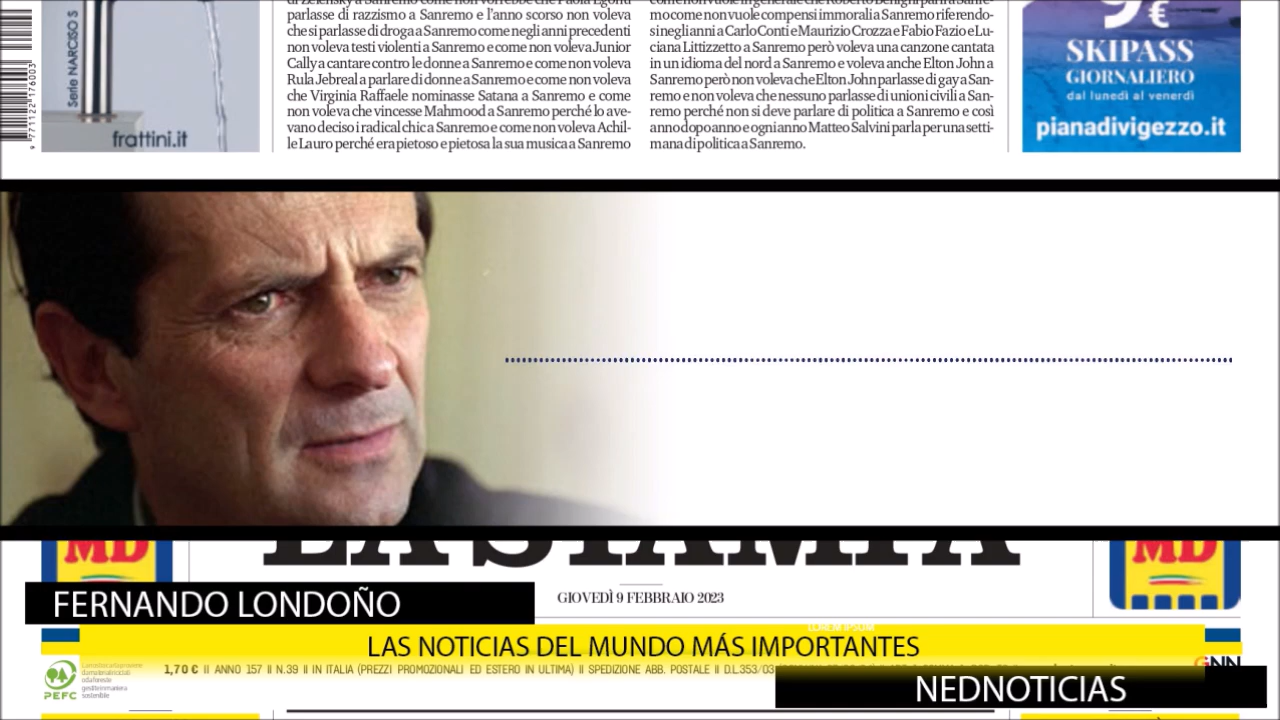 parlasse di razzismo a Sanremo e l'anno scorso non voleva
che si parlasse di droga a Sanremo come negli anni precedenti
non voleva testi violenti a Sanremo e come non voleva Junior
Cally a cantare contro le donne a Sanremo e come non voleva
Rula Jebreal a parlare di donne a Sanremo e come non voleva
che Virginia Raffaele nominasse Satana a Sanremo e come
non voleva che vincesse Mahmood a Sanremo perché lo ave-
vano deciso i radical chic a Sanremo e come non voleva Achil-
le Lauro perché era pietoso e pietosa la sua musica a Sanremo
mo come non vuole compensi immorali a Sanremo riferendo-
si negli anni a Carlo Conti e Maurizio Crozza e Fabio Fazio e Lu-
ciana Littizzetto a Sanremo però voleva una canzone cantata
in un idioma del nord a Sanremo e voleva anche Elton John a
Sanremo però non voleva che Elton John parlasse di gay a San-
remo e non voleva che nessuno parlasse di unioni civili a San-
remo perché non si deve parlare di politica a Sanremo e così
anno dopo anno e ogni anno Matteo Salvini parla per una setti-
mana di politica a Sanremo.
Serie NARCISO S
frattini.it
9 771122 176003
9€
SKIPASS
GIORNALIERO
dal lunedì al venerdì
pianadivigezzo.it
MD
LA STAMPA
MD
GIOVEDÌ 9 FEBBRAIO 2023
FERNANDO LONDOÑO
LOREM IPSUM
LAS NOTICIAS DEL MUNDO MÁS IMPORTANTES
PEFC
1,70 € II ANNO 157 II N.39 II IN ITALIA (PREZZI PROMOZIONALI ED ESTERO IN ULTIMA) II SPEDIZIONE ABB. POSTALE II D.L.353/03
GNN
NEDNOTICIAS